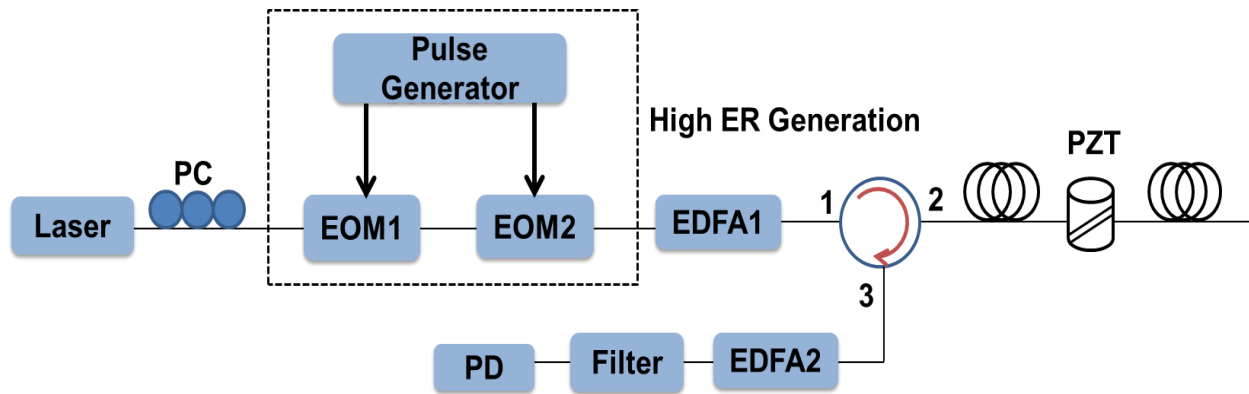 Pulse
Generator
High ER Generation
PZT
PC
1
2
Laser
EOM1
EOM2
EDFA1
3
PD
Filter
EDFA2